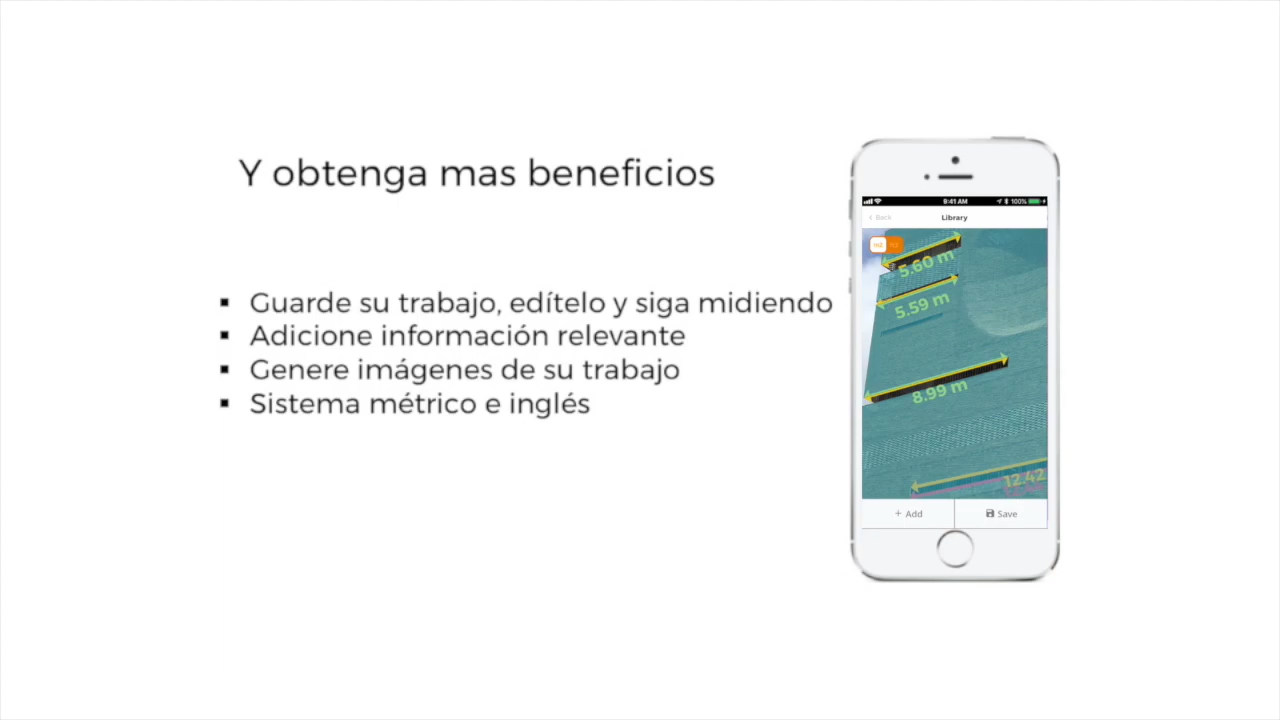 Y obtenga mas beneficios
▪ Guarde su trabajo, edítelo y siga midiendo
▪ Adicione información relevante
▪ Genere imágenes de su trabajo
▪ Sistema métrico e inglés
9:41 AM 100%
Back Library
5.60 m
5.59 m
8.99 m
12.42
+ Add Save